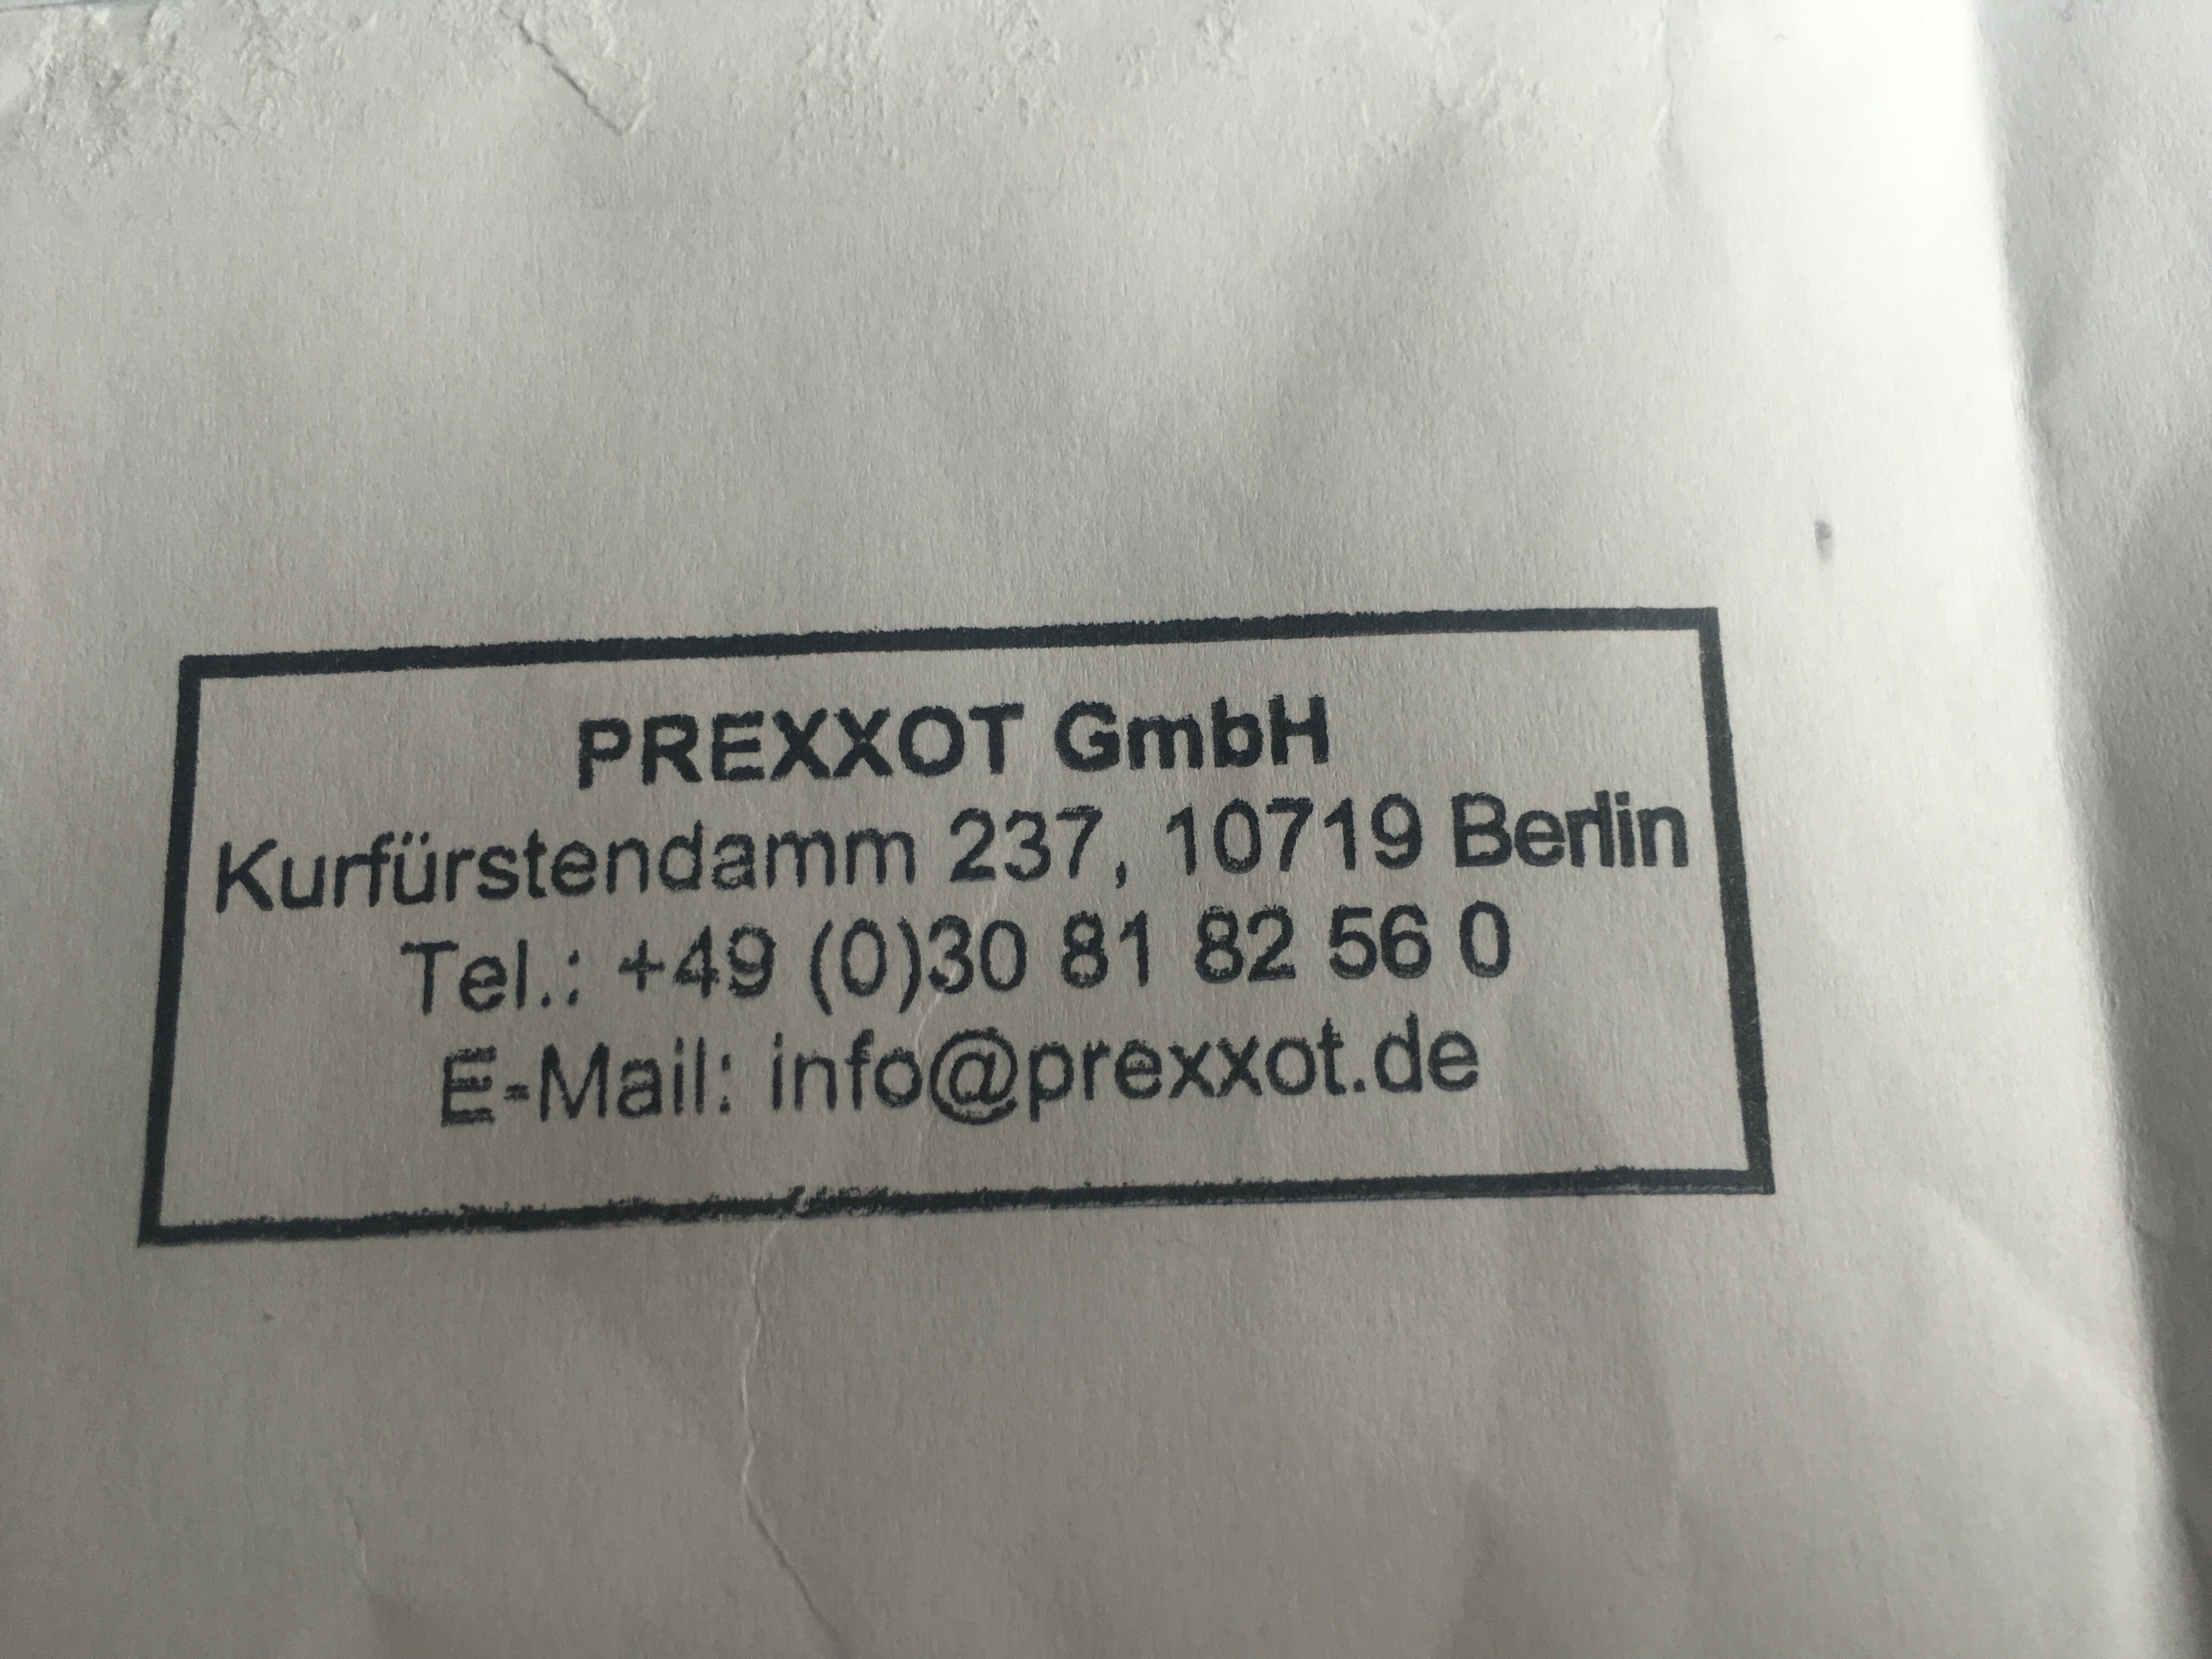 PREXXOT GmbH
Kurfürstendamm 237, 10719 Berlin
Tel.: +49 (0)30 81 82 56 0
E-Mail: info@prexxot.de